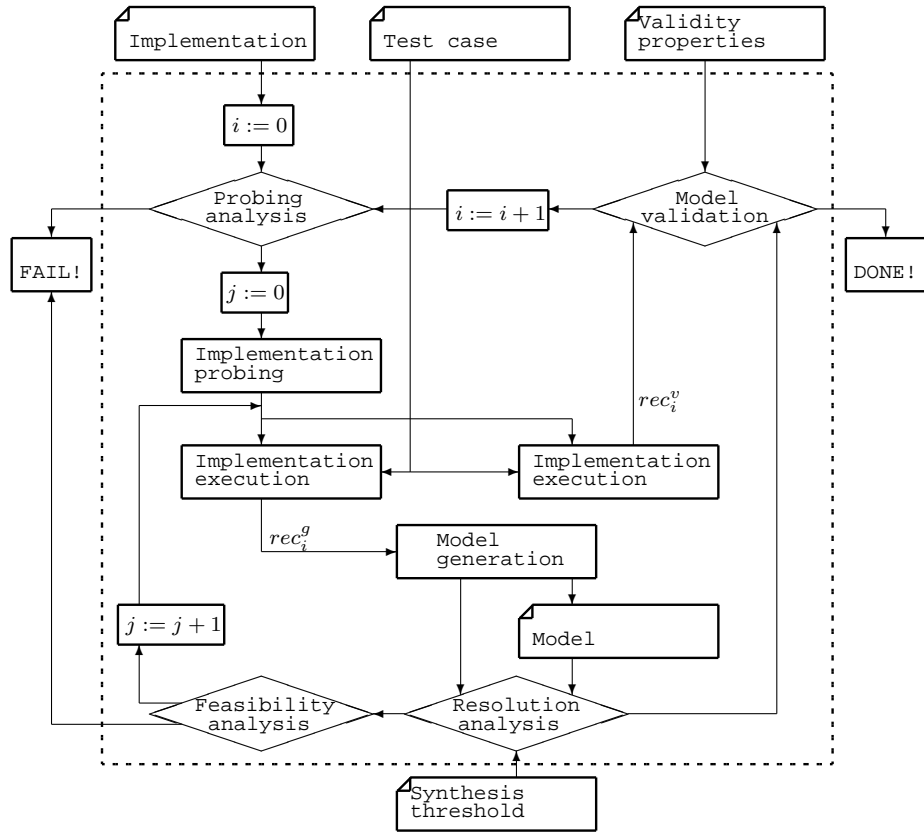 Implementation
Test case
Validity
properties
i := 0
Probing
analysis
i := i + 1
Model
validation
FAIL!
j := 0
DONE!
Implementation
probing
rec_i^v
Implementation
execution
Implementation
execution
rec_i^g
Model
generation
j := j + 1
Model
Feasibility
analysis
Resolution
analysis
Synthesis
threshold